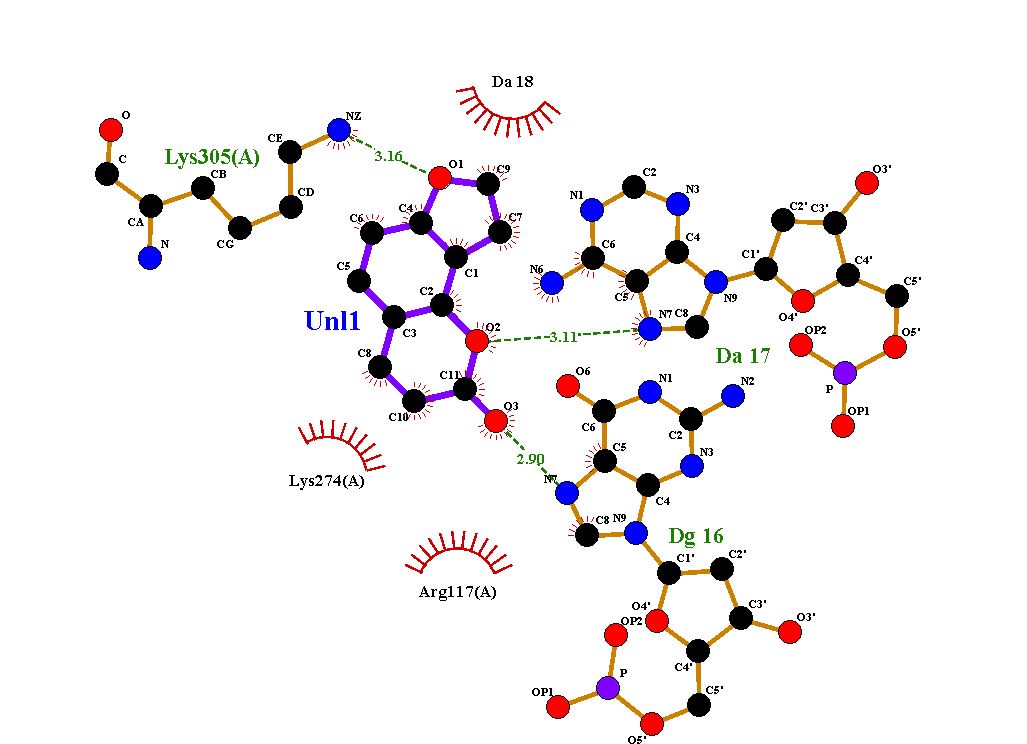 Da 18
O
NZ
Lys305(A)
CE
3.16
O1
C
CB
C9
CD
CA
C4
C7
C6
CG
N
C1
C5
C2
Unl1
O2
C3
C8
C11
C10
O3
2.90
3.11
C2
N1
N3
C6
C4
N6
C5
N7
C8
N9
C1'
C2'
C3'
O3'
C4'
C5'
O4'
OP2
O5'
Da 17
P
OP1
O6
N1
N2
C6
C2
C5
N3
C4
N7
C8
N9
Dg 16
C1'
C2'
O4'
C3'
O3'
OP2
C4'
P
C5'
OP1
O5'
Lys274(A)
Arg117(A)